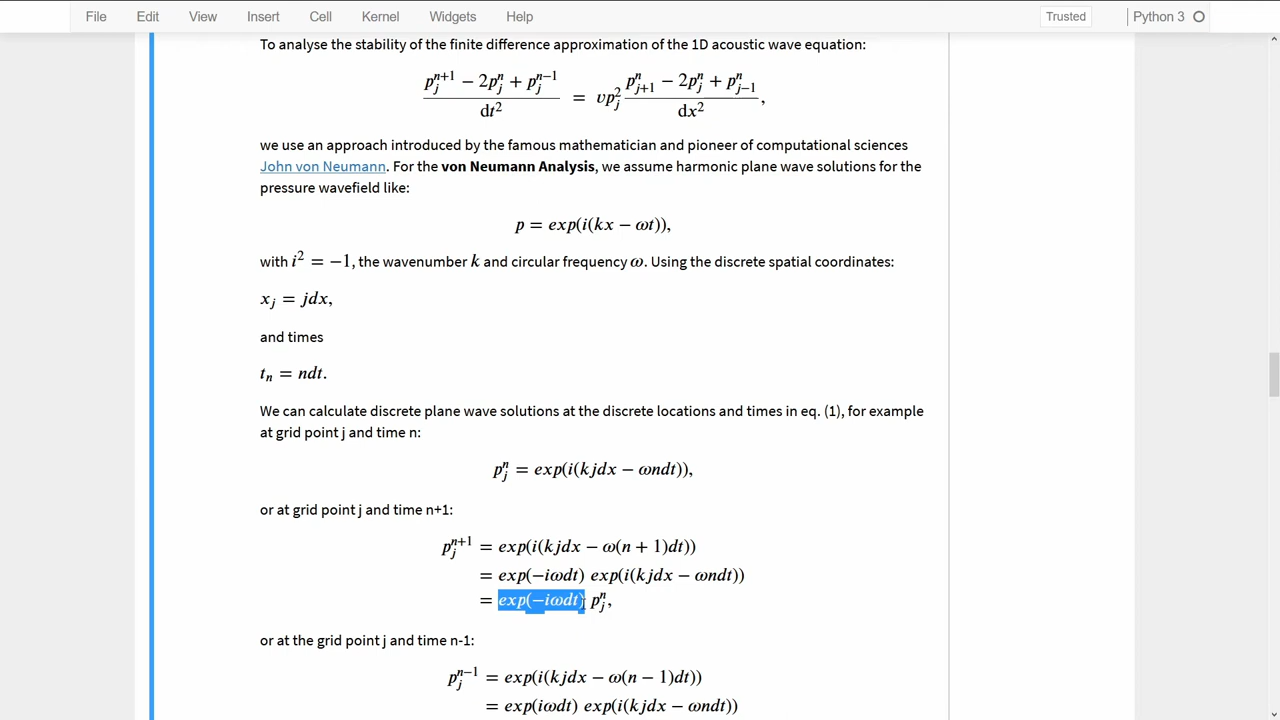 File Edit View Insert Cell Kernel Widgets Help Trusted Python 3
To analyse the stability of the finite difference approximation of the 1D acoustic wave equation:
\frac{p_j^{n+1} - 2p_j^n + p_j^{n-1}}{\mathrm{d}t^2} = vp_j^2 \frac{p_{j+1}^n - 2p_j^n + p_{j-1}^n}{\mathrm{d}x^2},
we use an approach introduced by the famous mathematician and pioneer of computational sciences
John von Neumann. For the von Neumann Analysis, we assume harmonic plane wave solutions for the
pressure wavefield like:
p = exp(i(kx − ωt)),
with i² = −1, the wavenumber k and circular frequency ω. Using the discrete spatial coordinates:
x_j = jdx,
and times
t_n = ndt.
We can calculate discrete plane wave solutions at the discrete locations and times in eq. (1), for example
at grid point j and time n:
p_j^n = exp(i(kjdx − ωndt)),
or at grid point j and time n+1:
p_j^{n+1} = exp(i(kjdx − ω(n + 1)dt))
= exp(−iωdt) exp(i(kjdx − ωndt))
= exp(−iωdt) p_j^n,
or at the grid point j and time n-1:
p_j^{n−1} = exp(i(kjdx − ω(n − 1)dt))
= exp(iωdt) exp(i(kjdx − ωndt))